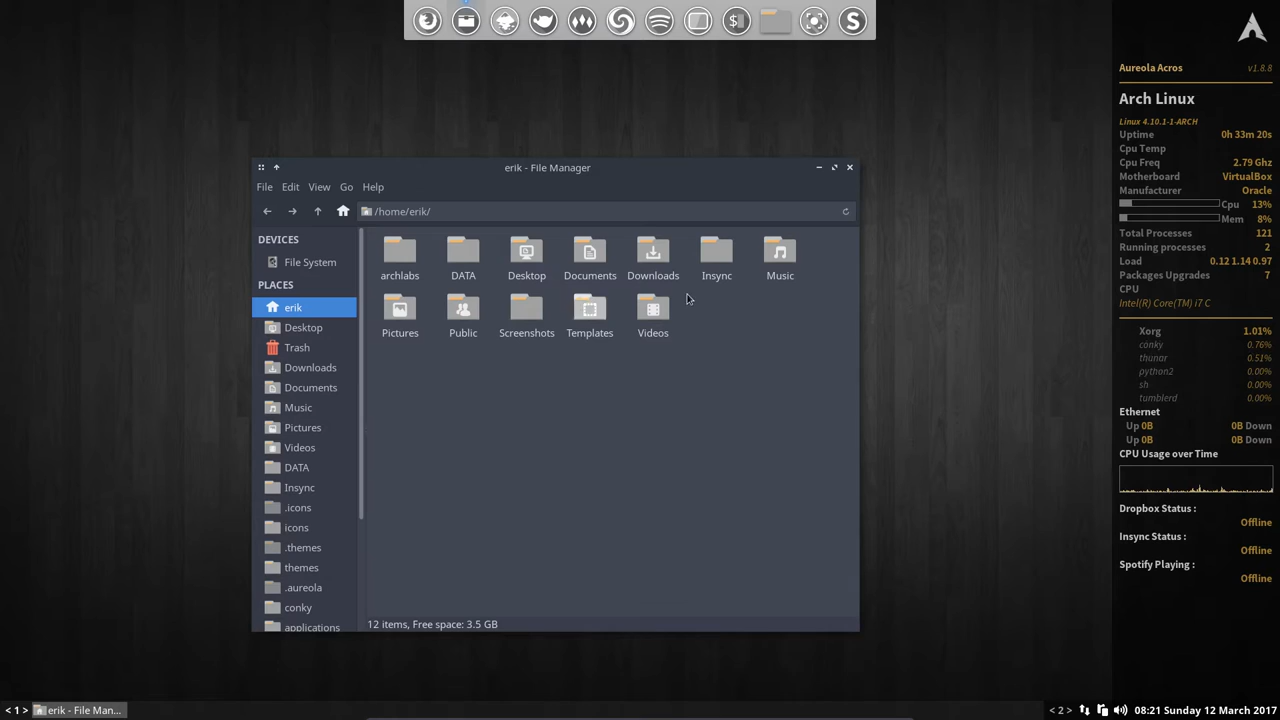 Aureola Acros v1.8.8
Arch Linux
Linux 4.10.1-1-ARCH
Uptime 0h 33m 20s
Cpu Temp
Cpu Freq 2.79 Ghz
Motherboard VirtualBox
Manufacturer Oracle
Cpu 13%
Mem 8%
Total Processes 121
Running processes 2
Load 0.12 1.14 0.97
Packages Upgrades 7
CPU
Intel(R) Core(TM) i7 C
Xorg 1.01%
conky 0.76%
thunar 0.51%
python2 0.00%
sh 0.00%
tumblerd 0.00%
Ethernet
Up 0B 0B Down
Up 0B 0B Down
CPU Usage over Time
Dropbox Status :
Offline
Insync Status :
Offline
Spotify Playing :
Offline
erik - File Manager
File Edit View Go Help
/home/erik/
DEVICES
File System
PLACES
erik
Desktop
Trash
Downloads
Documents
Music
Pictures
Videos
DATA
Insync
.icons
icons
.themes
themes
.aureola
conky
applications
archlabs DATA Desktop Documents Downloads Insync Music
Pictures Public Screenshots Templates Videos
12 items, Free space: 3.5 GB
< 1 > erik - File Man...
< 2 > 08:21 Sunday 12 March 2017